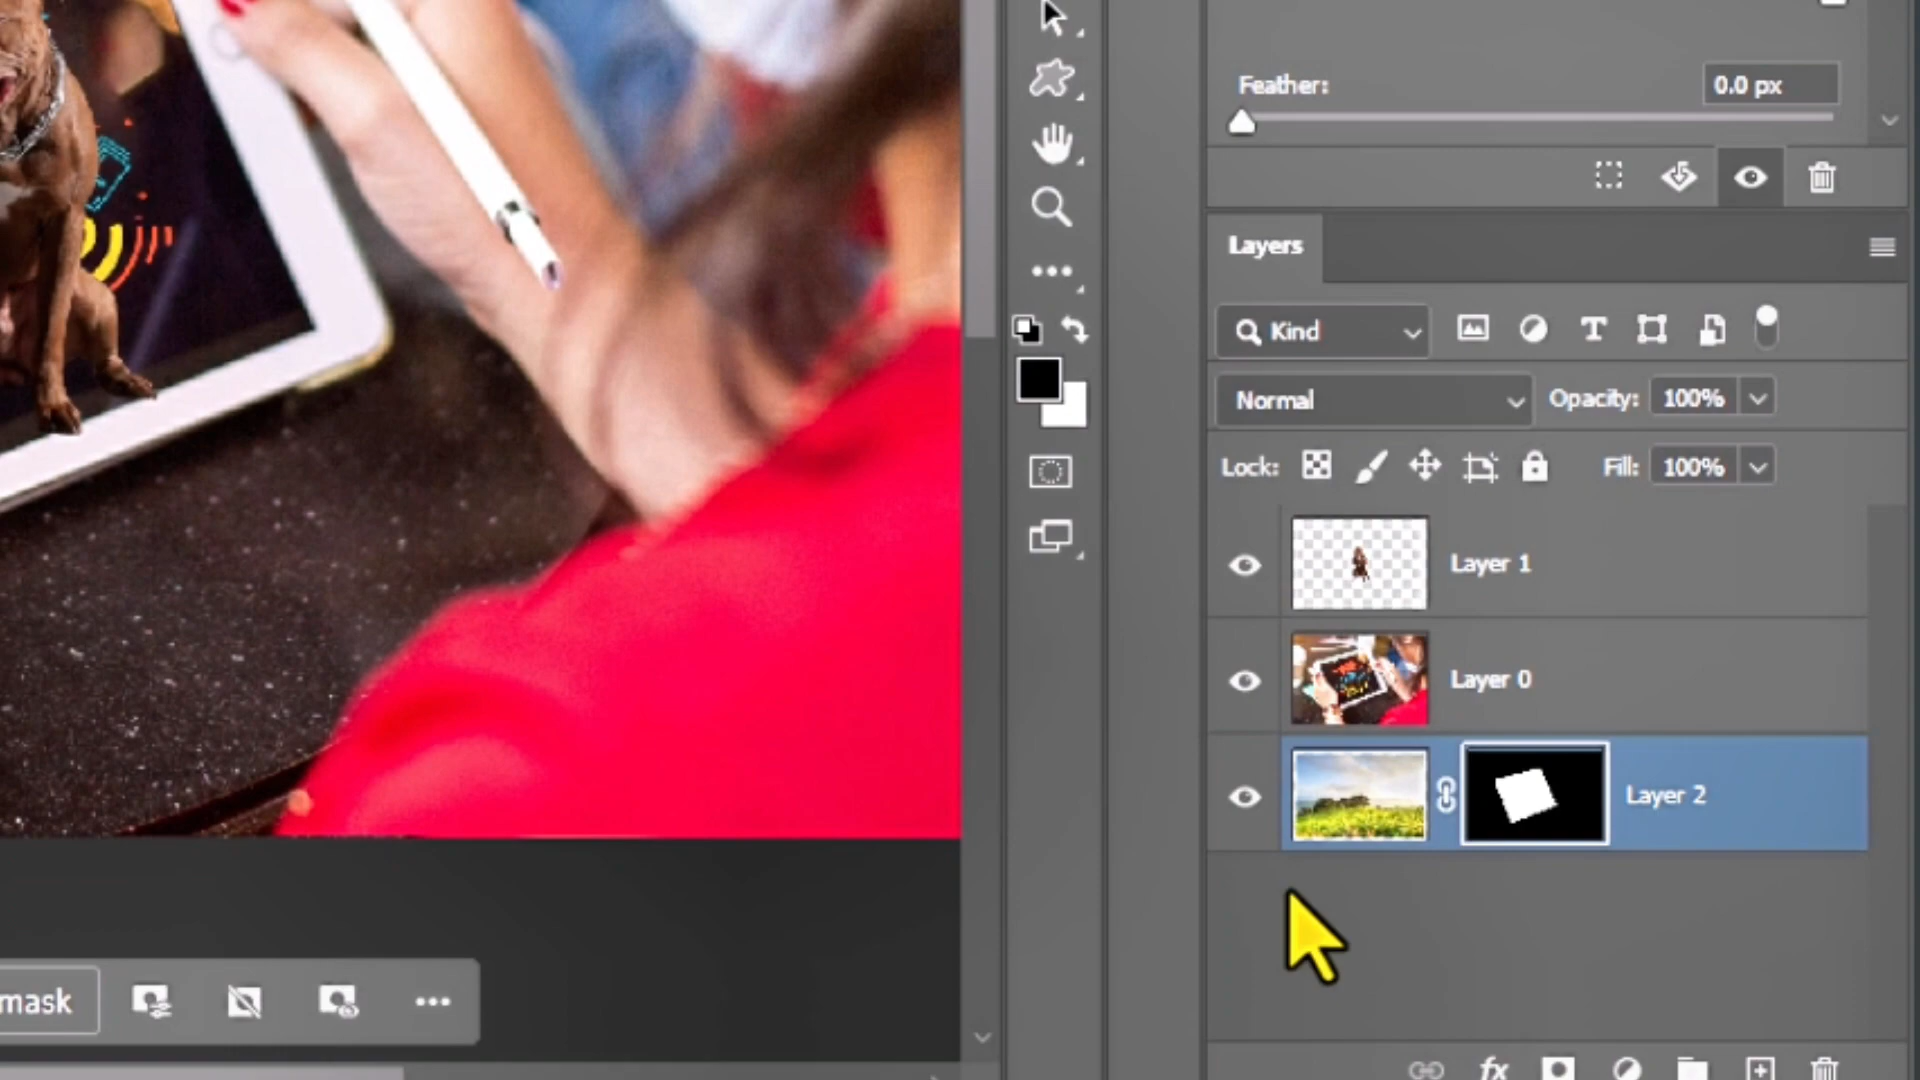 Feather:
0.0 px
Layers
Kind
Normal
Opacity:
100%
Lock:
Fill:
100%
Layer 1
Layer 0
Layer 2
mask
fx